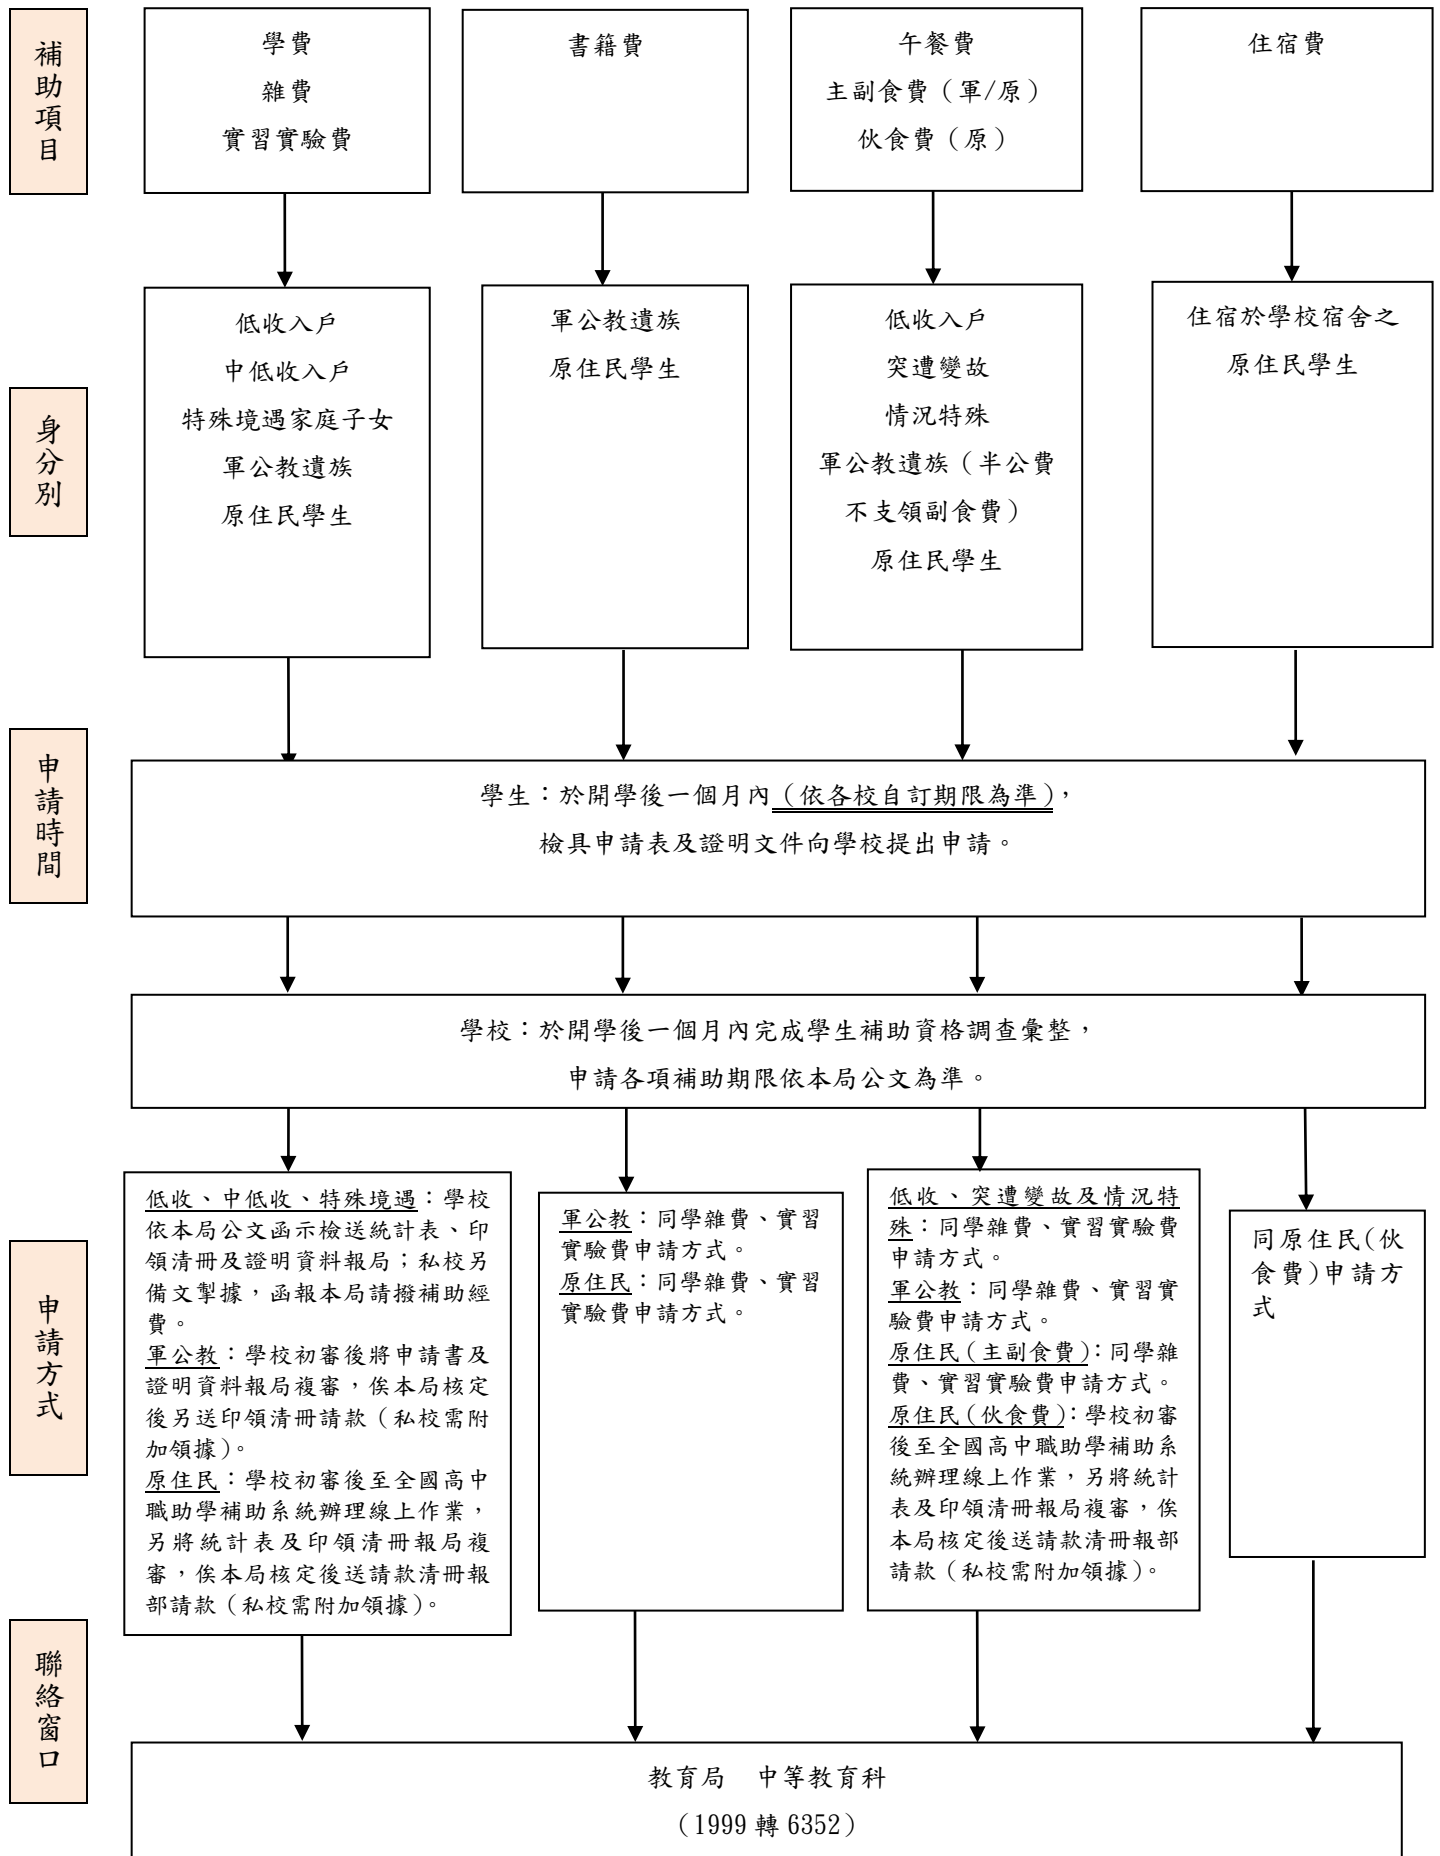 補助項目
學費
雜費
實習實驗費
書籍費
午餐費
主副食費（軍/原）
伙食費（原）
住宿費
身分別
低收入戶
中低收入戶
特殊境遇家庭子女
軍公教遺族
原住民學生
軍公教遺族
原住民學生
低收入戶
突遭變故
情況特殊
軍公教遺族（半公費
不支領副食費）
原住民學生
住宿於學校宿舍之
原住民學生
申請時間
學生：於開學後一個月內（依各校自訂期限為準），
檢具申請表及證明文件向學校提出申請。
學校：於開學後一個月內完成學生補助資格調查彙整，
申請各項補助期限依本局公文為準。
申請方式
低收、中低收、特殊境遇：學校
依本局公文函示檢送統計表、印
領清冊及證明資料報局；私校另
備文掣據，函報本局請撥補助經
費。
軍公教：學校初審後將申請書及
證明資料報局複審，俟本局核定
後另送印領清冊請款（私校需附
加領據）。
原住民：學校初審後至全國高中
職助學補助系統辦理線上作業，
另將統計表及印領清冊報局複
審，俟本局核定後送請款清冊報
部請款（私校需附加領據）。
軍公教：同學雜費、實習
實驗費申請方式。
原住民：同學雜費、實習
實驗費申請方式。
低收、突遭變故及情況特
殊：同學雜費、實習實驗費
申請方式。
軍公教：同學雜費、實習實
驗費申請方式。
原住民（主副食費）：同學雜
費、實習實驗費申請方式。
原住民（伙食費）：學校初審
後至全國高中職助學補助系
統辦理線上作業，另將統計
表及印領清冊報局複審，俟
本局核定後送請款清冊報部
請款（私校需附加領據）。
同原住民(伙
食費)申請方
式
聯絡窗口
教育局　中等教育科
（1999 轉 6352）